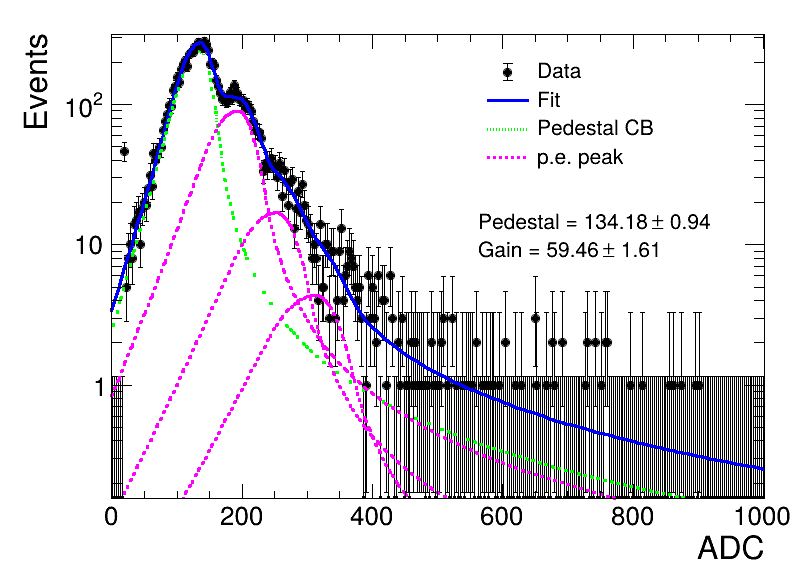 Events
10²
10
1
Data
Fit
Pedestal CB
p.e. peak
Pedestal = 134.18 ± 0.94
Gain = 59.46 ± 1.61
0 200 400 600 800 1000
ADC